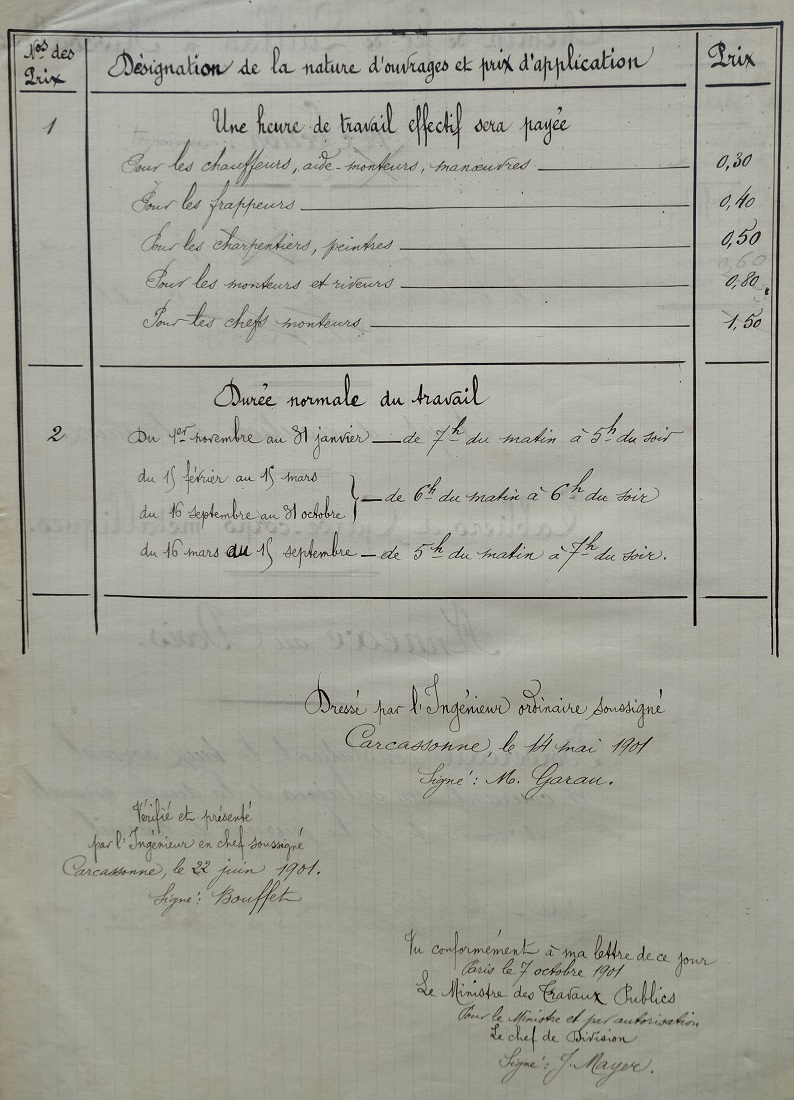 Nos des Prix
Désignation de la nature d'ouvrages et prix d'application
Prix
1
Une heure de travail effectif sera payée
Pour les chauffeurs, aide-monteurs, manœuvres 0,30
Pour les frappeurs 0,40
Pour les charpentiers, peintres 0,50
Pour les monteurs et riveurs 0,80
Pour les chefs monteurs 1,50
Durée normale du travail
2
Du 1er novembre au 31 janvier — de 7h du matin à 5h du soir
du 15 février au 15 mars
du 16 septembre au 31 octobre } — de 6h du matin à 6h du soir
du 16 mars au 15 septembre — de 5h du matin à 7h du soir.
Dressé par l'Ingénieur ordinaire soussigné
Carcassonne, le 14 mai 1901
Signé: M. Garau.
Vérifié et présenté
par l'Ingénieur en chef soussigné
Carcassonne, le 22 juin 1901.
Signé: Bouffet
Vu conformément à ma lettre de ce jour
Paris le 7 octobre 1901
Le Ministre des Travaux Publics
Pour le Ministre et par autorisation
Le chef de Division
Signé: J. Mayer.